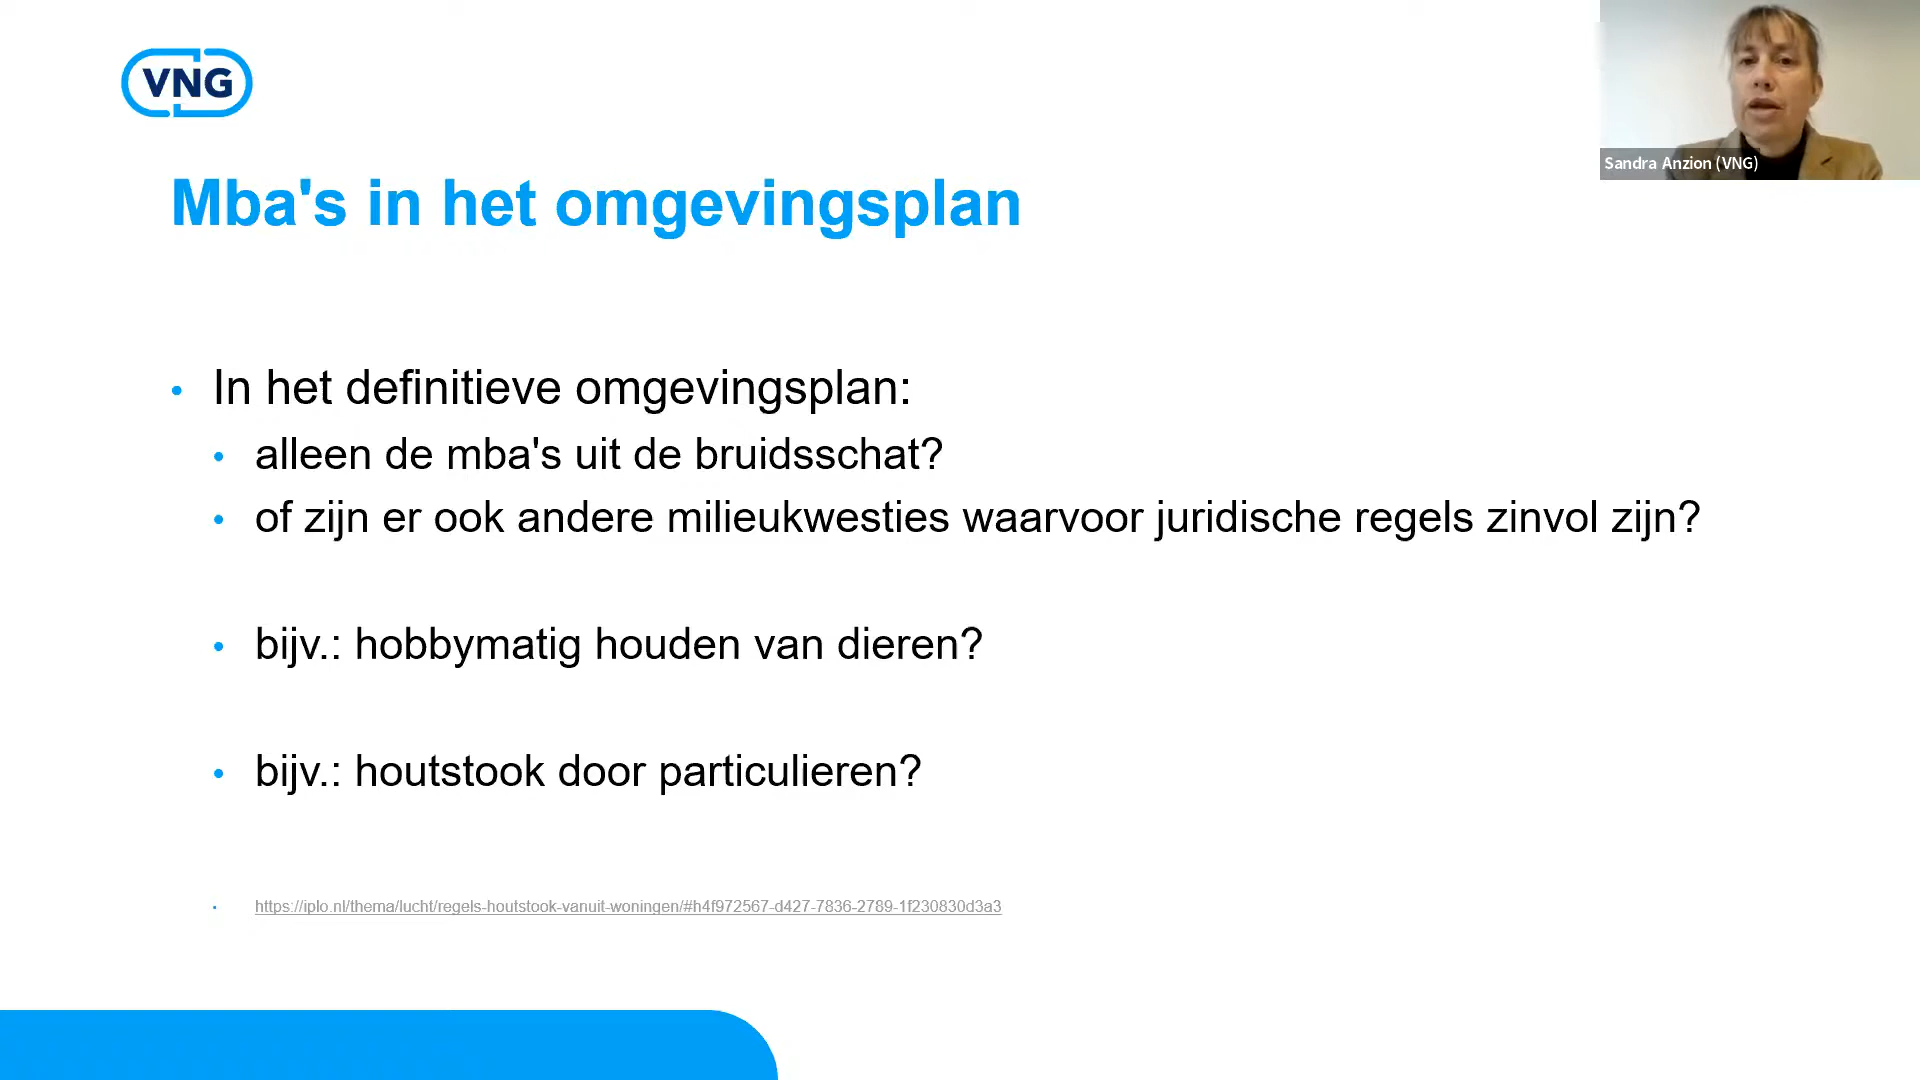 VNG
Sandra Anzion (VNG)
Mba's in het omgevingsplan
In het definitieve omgevingsplan:
alleen de mba's uit de bruidsschat?
of zijn er ook andere milieukwesties waarvoor juridische regels zinvol zijn?
bijv.: hobbymatig houden van dieren?
bijv.: houtstook door particulieren?
https://iplo.nl/thema/lucht/regels-houtstook-vanuit-woningen/#h4f972567-d427-7836-2789-1f230830d3a3